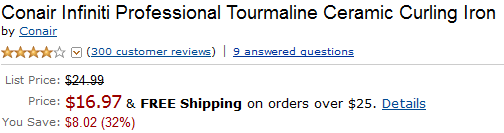 Conair Infiniti Professional Tourmaline Ceramic Curling Iron
by Conair
(300 customer reviews) | 9 answered questions
List Price: $24.99
Price: $16.97 & FREE Shipping on orders over $25. Details
You Save: $8.02 (32%)